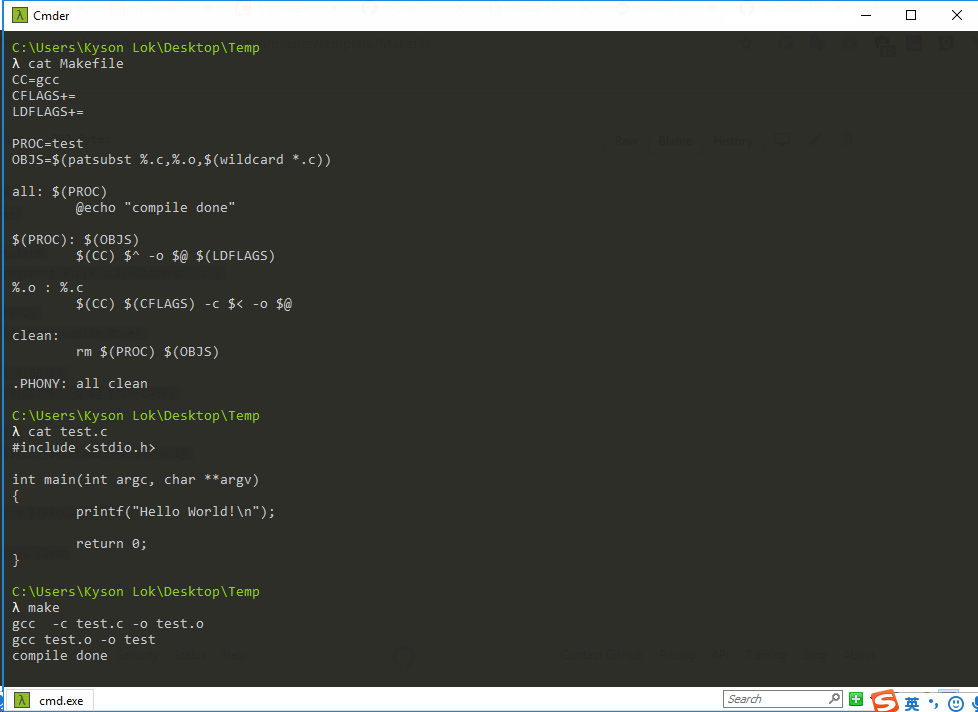 Cmder
C:\Users\Kyson Lok\Desktop\Temp
λ cat Makefile
CC=gcc
CFLAGS+=
LDFLAGS+=
PROC=test
OBJS=$(patsubst %.c,%.o,$(wildcard *.c))
all: $(PROC)
        @echo "compile done"
$(PROC): $(OBJS)
        $(CC) $^ -o $@ $(LDFLAGS)
%.o : %.c
        $(CC) $(CFLAGS) -c $< -o $@
clean:
        rm $(PROC) $(OBJS)
.PHONY: all clean
C:\Users\Kyson Lok\Desktop\Temp
λ cat test.c
#include <stdio.h>
int main(int argc, char **argv)
{
        printf("Hello World!\n");
        return 0;
}
C:\Users\Kyson Lok\Desktop\Temp
λ make
gcc  -c test.c -o test.o
gcc test.o -o test
compile done
λ cmd.exe
Search
S 英